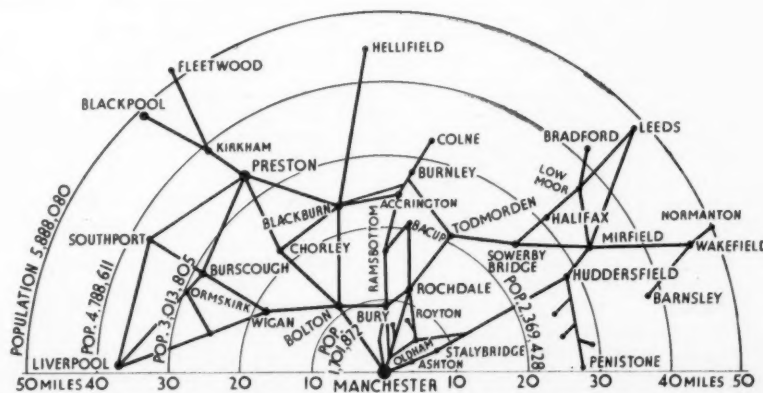 HELLIFIELD
FLEETWOOD
BLACKPOOL
LEEDS
BRADFORD
COLNE
KIRKHAM
PRESTON
BURNLEY
LOW MOOR
ACCRINGTON
NORMANTON
BLACKBURN
HALIFAX
TODMORDEN
BACUP
RAMSBOTTOM
SOUTHPORT
CHORLEY
SOWERBY BRIDGE
MIRFIELD
WAKEFIELD
BURSCOUGH
HUDDERSFIELD
ORMSKIRK
ROCHDALE
BARNSLEY
WIGAN
BOLTON
BURY
ROYTON
OLDHAM
STALYBRIDGE
ASHTON
LIVERPOOL
PENISTONE
POPULATION 5,888,080
POP. 4,788,611
POP. 3,013,805
POP. 1,701,872
POP. 2,369,428
50 MILES 40 30 20 10 MANCHESTER 10 20 30 40 MILES 50